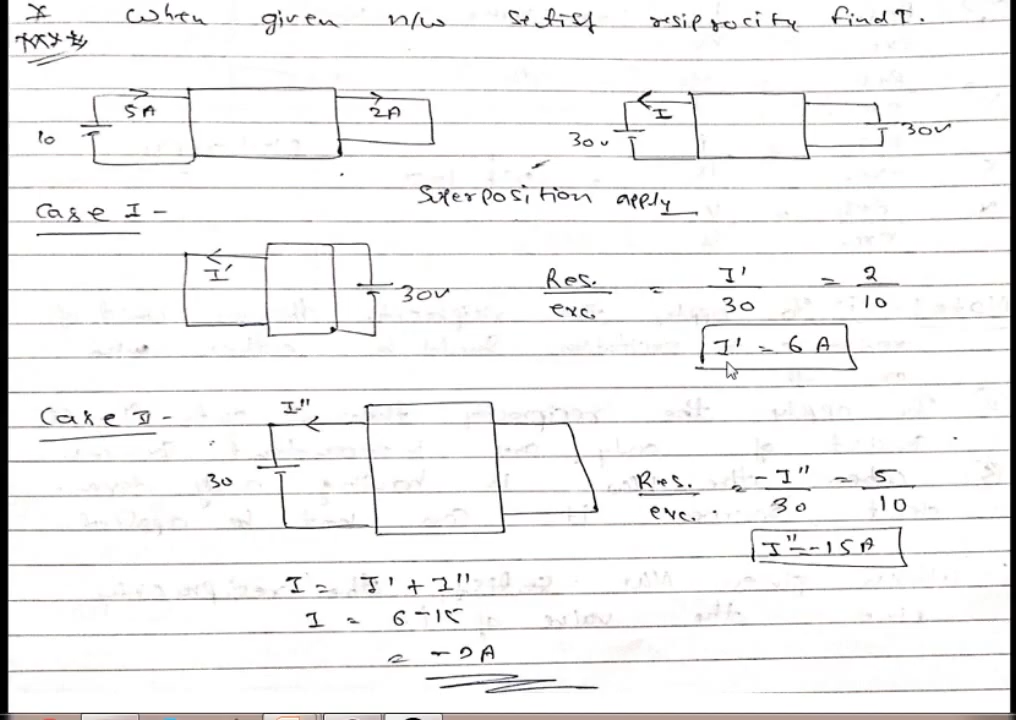 * When given n/w satisf resiprocity find I.
***
5A 2A I
10 30v 30v
Superposition apply
Case I -
I' 30v Res./exc. = I'/30 = 2/10
I' = 6 A
Case II - I"
30 Res./exc. = -I"/30 = 5/10
I" = -15A
I = I' + I"
I = 6-15
= -9A